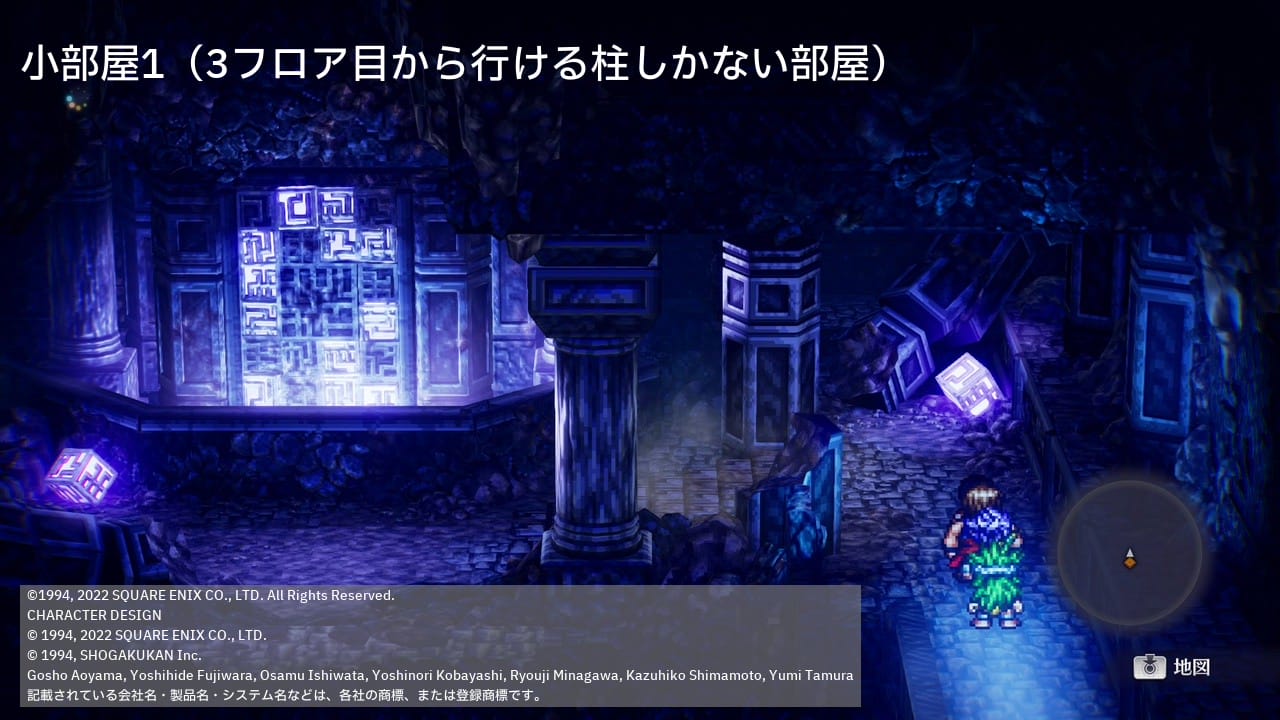 小部屋1（3フロア目から行ける柱しかない部屋）
地図
©1994, 2022 SQUARE ENIX CO., LTD. All Rights Reserved.
CHARACTER DESIGN
© 1994, 2022 SQUARE ENIX CO., LTD.
© 1994, SHOGAKUKAN Inc.
Gosho Aoyama, Yoshihide Fujiwara, Osamu Ishiwata, Yoshinori Kobayashi, Ryouji Minagawa, Kazuhiko Shimamoto, Yumi Tamura
記載されている会社名・製品名・システム名などは、各社の商標、または登録商標です。